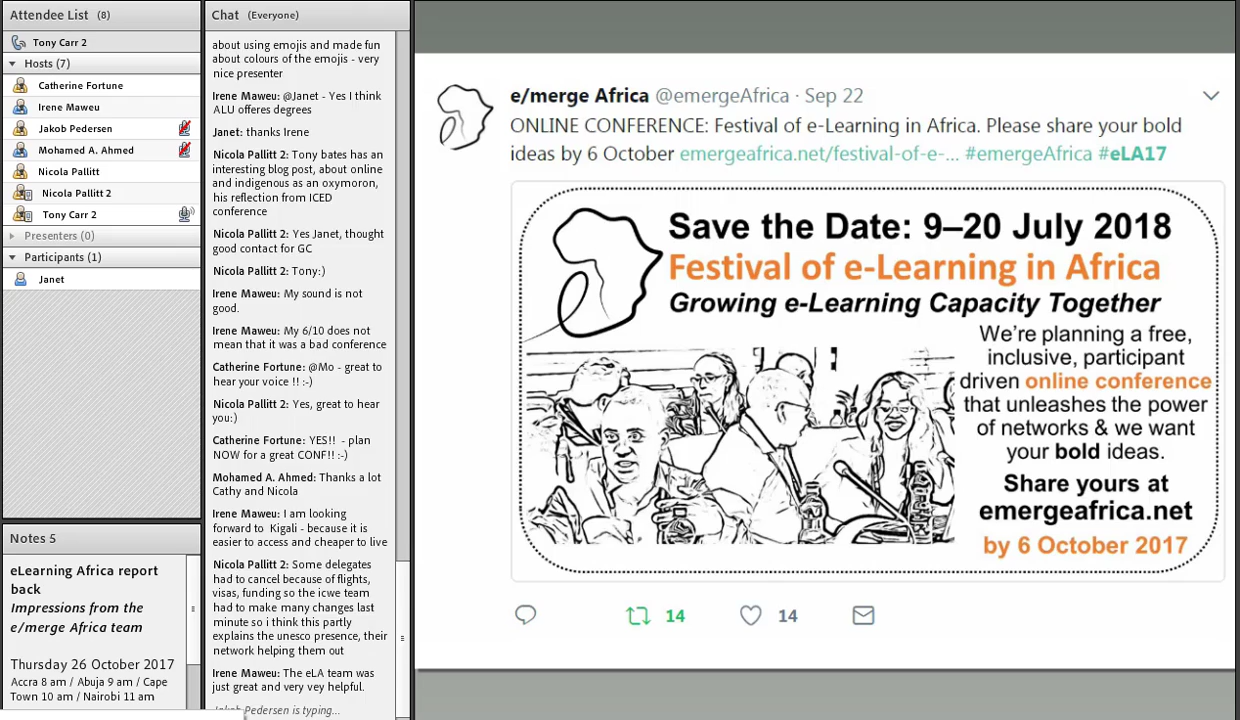 Attendee List (8)
Tony Carr 2
Hosts (7)
Catherine Fortune
Irene Maweu
Jakob Pedersen
Mohamed A. Ahmed
Nicola Pallitt
Nicola Pallitt 2
Tony Carr 2
Presenters (0)
Participants (1)
Janet
Notes 5
eLearning Africa report
back
Impressions from the
e/merge Africa team
Thursday 26 October 2017
Accra 8 am / Abuja 9 am / Cape
Town 10 am / Nairobi 11 am
Chat (Everyone)
about using emojis and made fun
about colours of the emojis - very
nice presenter
Irene Maweu: @Janet - Yes I think
ALU offeres degrees
Janet: thanks Irene
Nicola Pallitt 2: Tony bates has an
interesting blog post, about online
and indigenous as an oxymoron,
his reflection from ICED
conference
Nicola Pallitt 2: Yes Janet, thought
good contact for GC
Nicola Pallitt 2: Tony:)
Irene Maweu: My sound is not
good.
Irene Maweu: My 6/10 does not
mean that it was a bad conference
Catherine Fortune: @Mo - great to
hear your voice !! :-)
Nicola Pallitt 2: Yes, great to hear
you:)
Catherine Fortune: YES!! - plan
NOW for a great CONF!! :-)
Mohamed A. Ahmed: Thanks a lot
Cathy and Nicola
Irene Maweu: I am looking
forward to Kigali - because it is
easier to access and cheaper to live
Nicola Pallitt 2: Some delegates
had to cancel because of flights,
visas, funding so the icwe team
had to make many changes last
minute so i think this partly
explains the unesco presence, their
network helping them out
Irene Maweu: The eLA team was
just great and very vey helpful.
Jakob Pedersen is typing...
e/merge Africa @emergeAfrica · Sep 22
ONLINE CONFERENCE: Festival of e-Learning in Africa. Please share your bold
ideas by 6 October emergeafrica.net/festival-of-e-... #emergeAfrica #eLA17
Save the Date: 9–20 July 2018
Festival of e-Learning in Africa
Growing e-Learning Capacity Together
We're planning a free,
inclusive, participant
driven online conference
that unleashes the power
of networks & we want
your bold ideas.
Share yours at
emergeafrica.net
by 6 October 2017
14
14